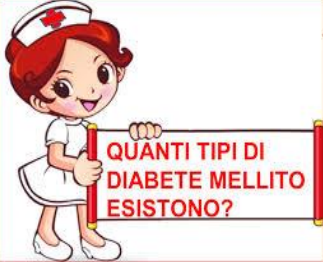 QUANTI TIPI DI
DIABETE MELLITO
ESISTONO?